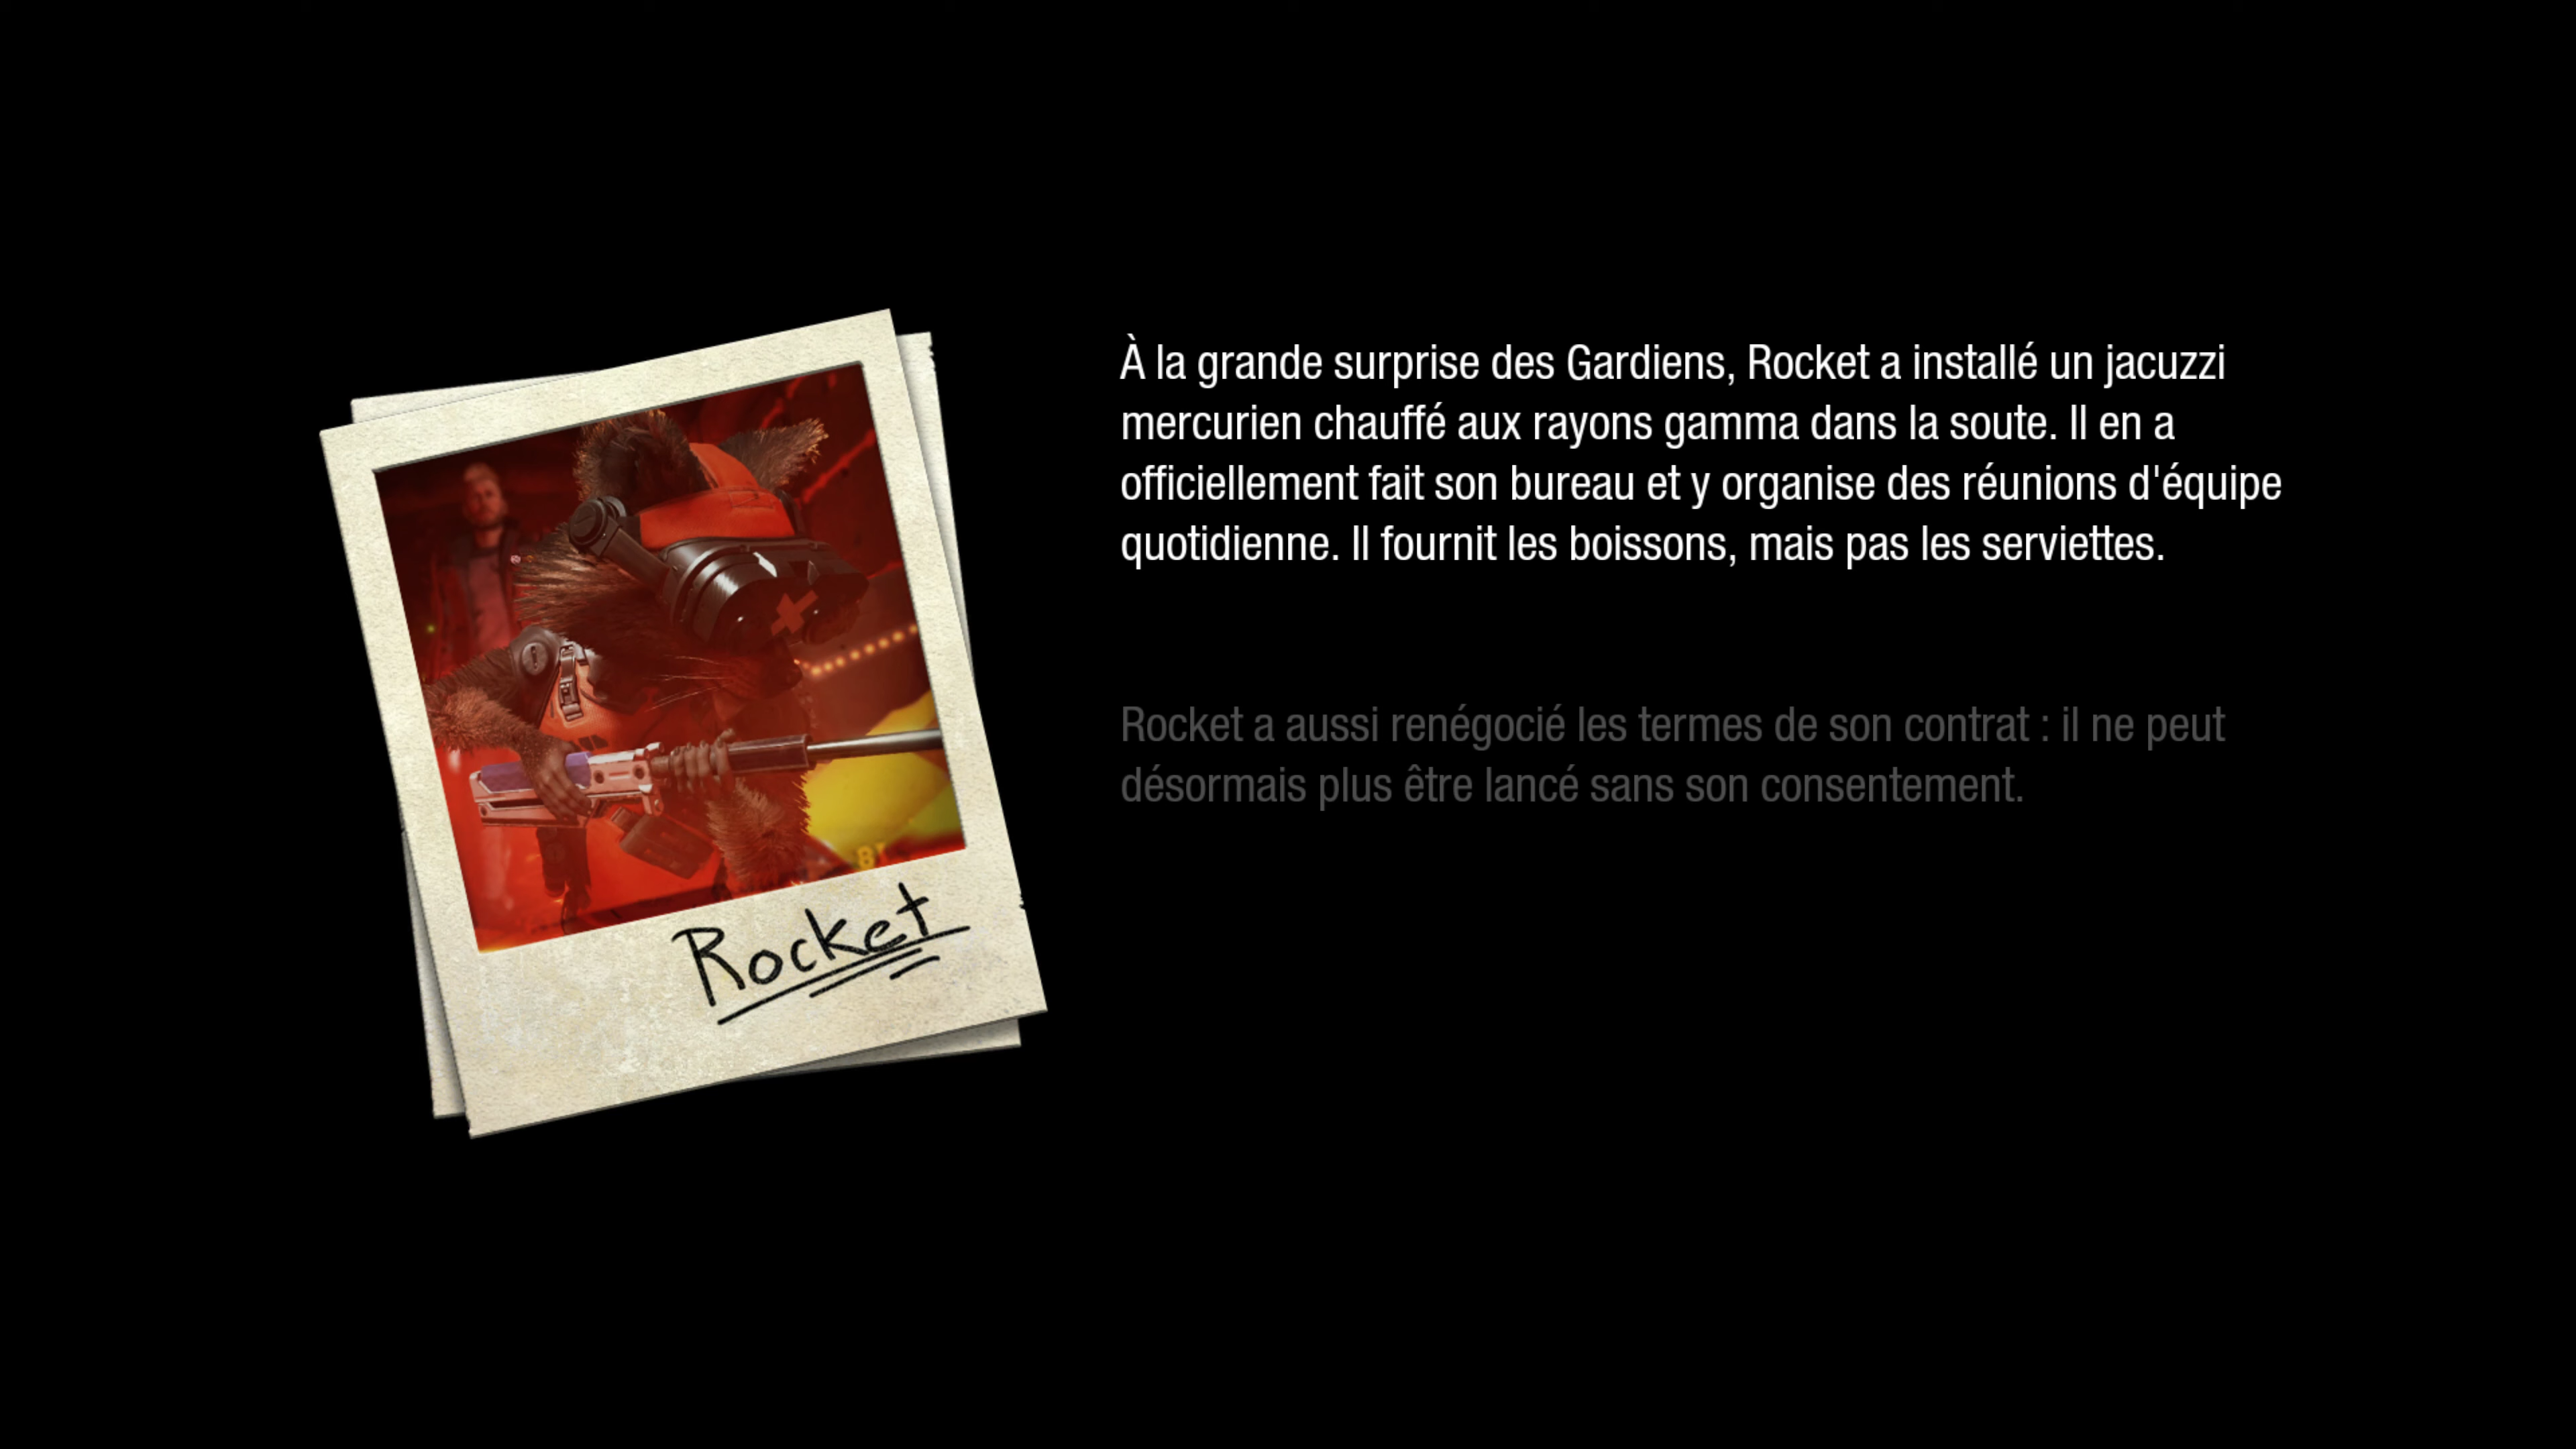 À la grande surprise des Gardiens, Rocket a installé un jacuzzi
mercurien chauffé aux rayons gamma dans la soute. Il en a
officiellement fait son bureau et y organise des réunions d'équipe
quotidienne. Il fournit les boissons, mais pas les serviettes.
Rocket a aussi renégocié les termes de son contrat : il ne peut
désormais plus être lancé sans son consentement.
Rocket